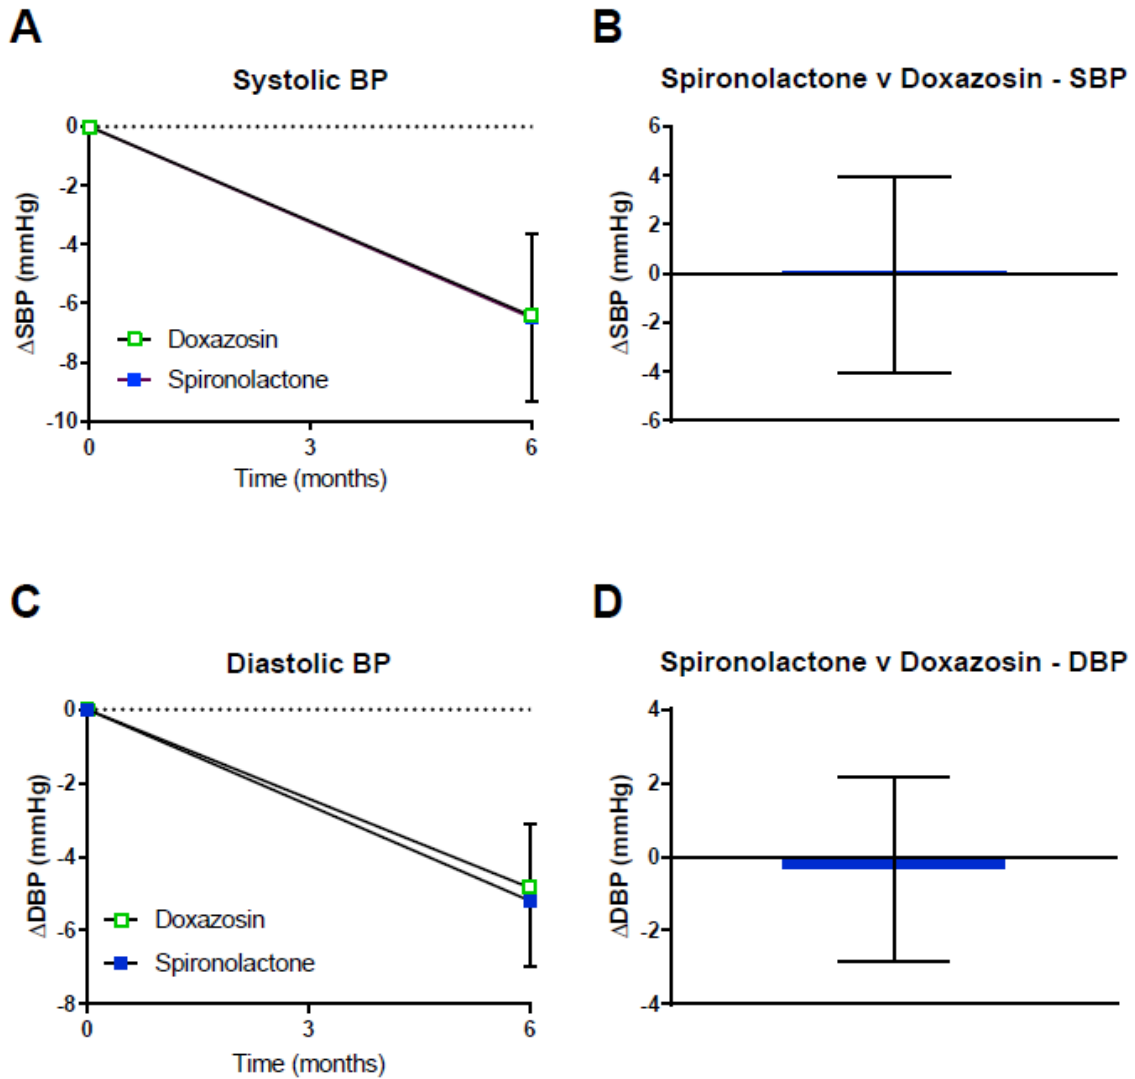 A
Systolic BP
0
-2
-4
-6
-8
-10
ΔSBP (mmHg)
Doxazosin
Spironolactone
0 3 6
Time (months)
B
Spironolactone v Doxazosin - SBP
6
4
2
0
-2
-4
-6
ΔSBP (mmHg)
C
Diastolic BP
0
-2
-4
-6
-8
ΔDBP (mmHg)
Doxazosin
Spironolactone
0 3 6
Time (months)
D
Spironolactone v Doxazosin - DBP
4
2
0
-2
-4
ΔDBP (mmHg)